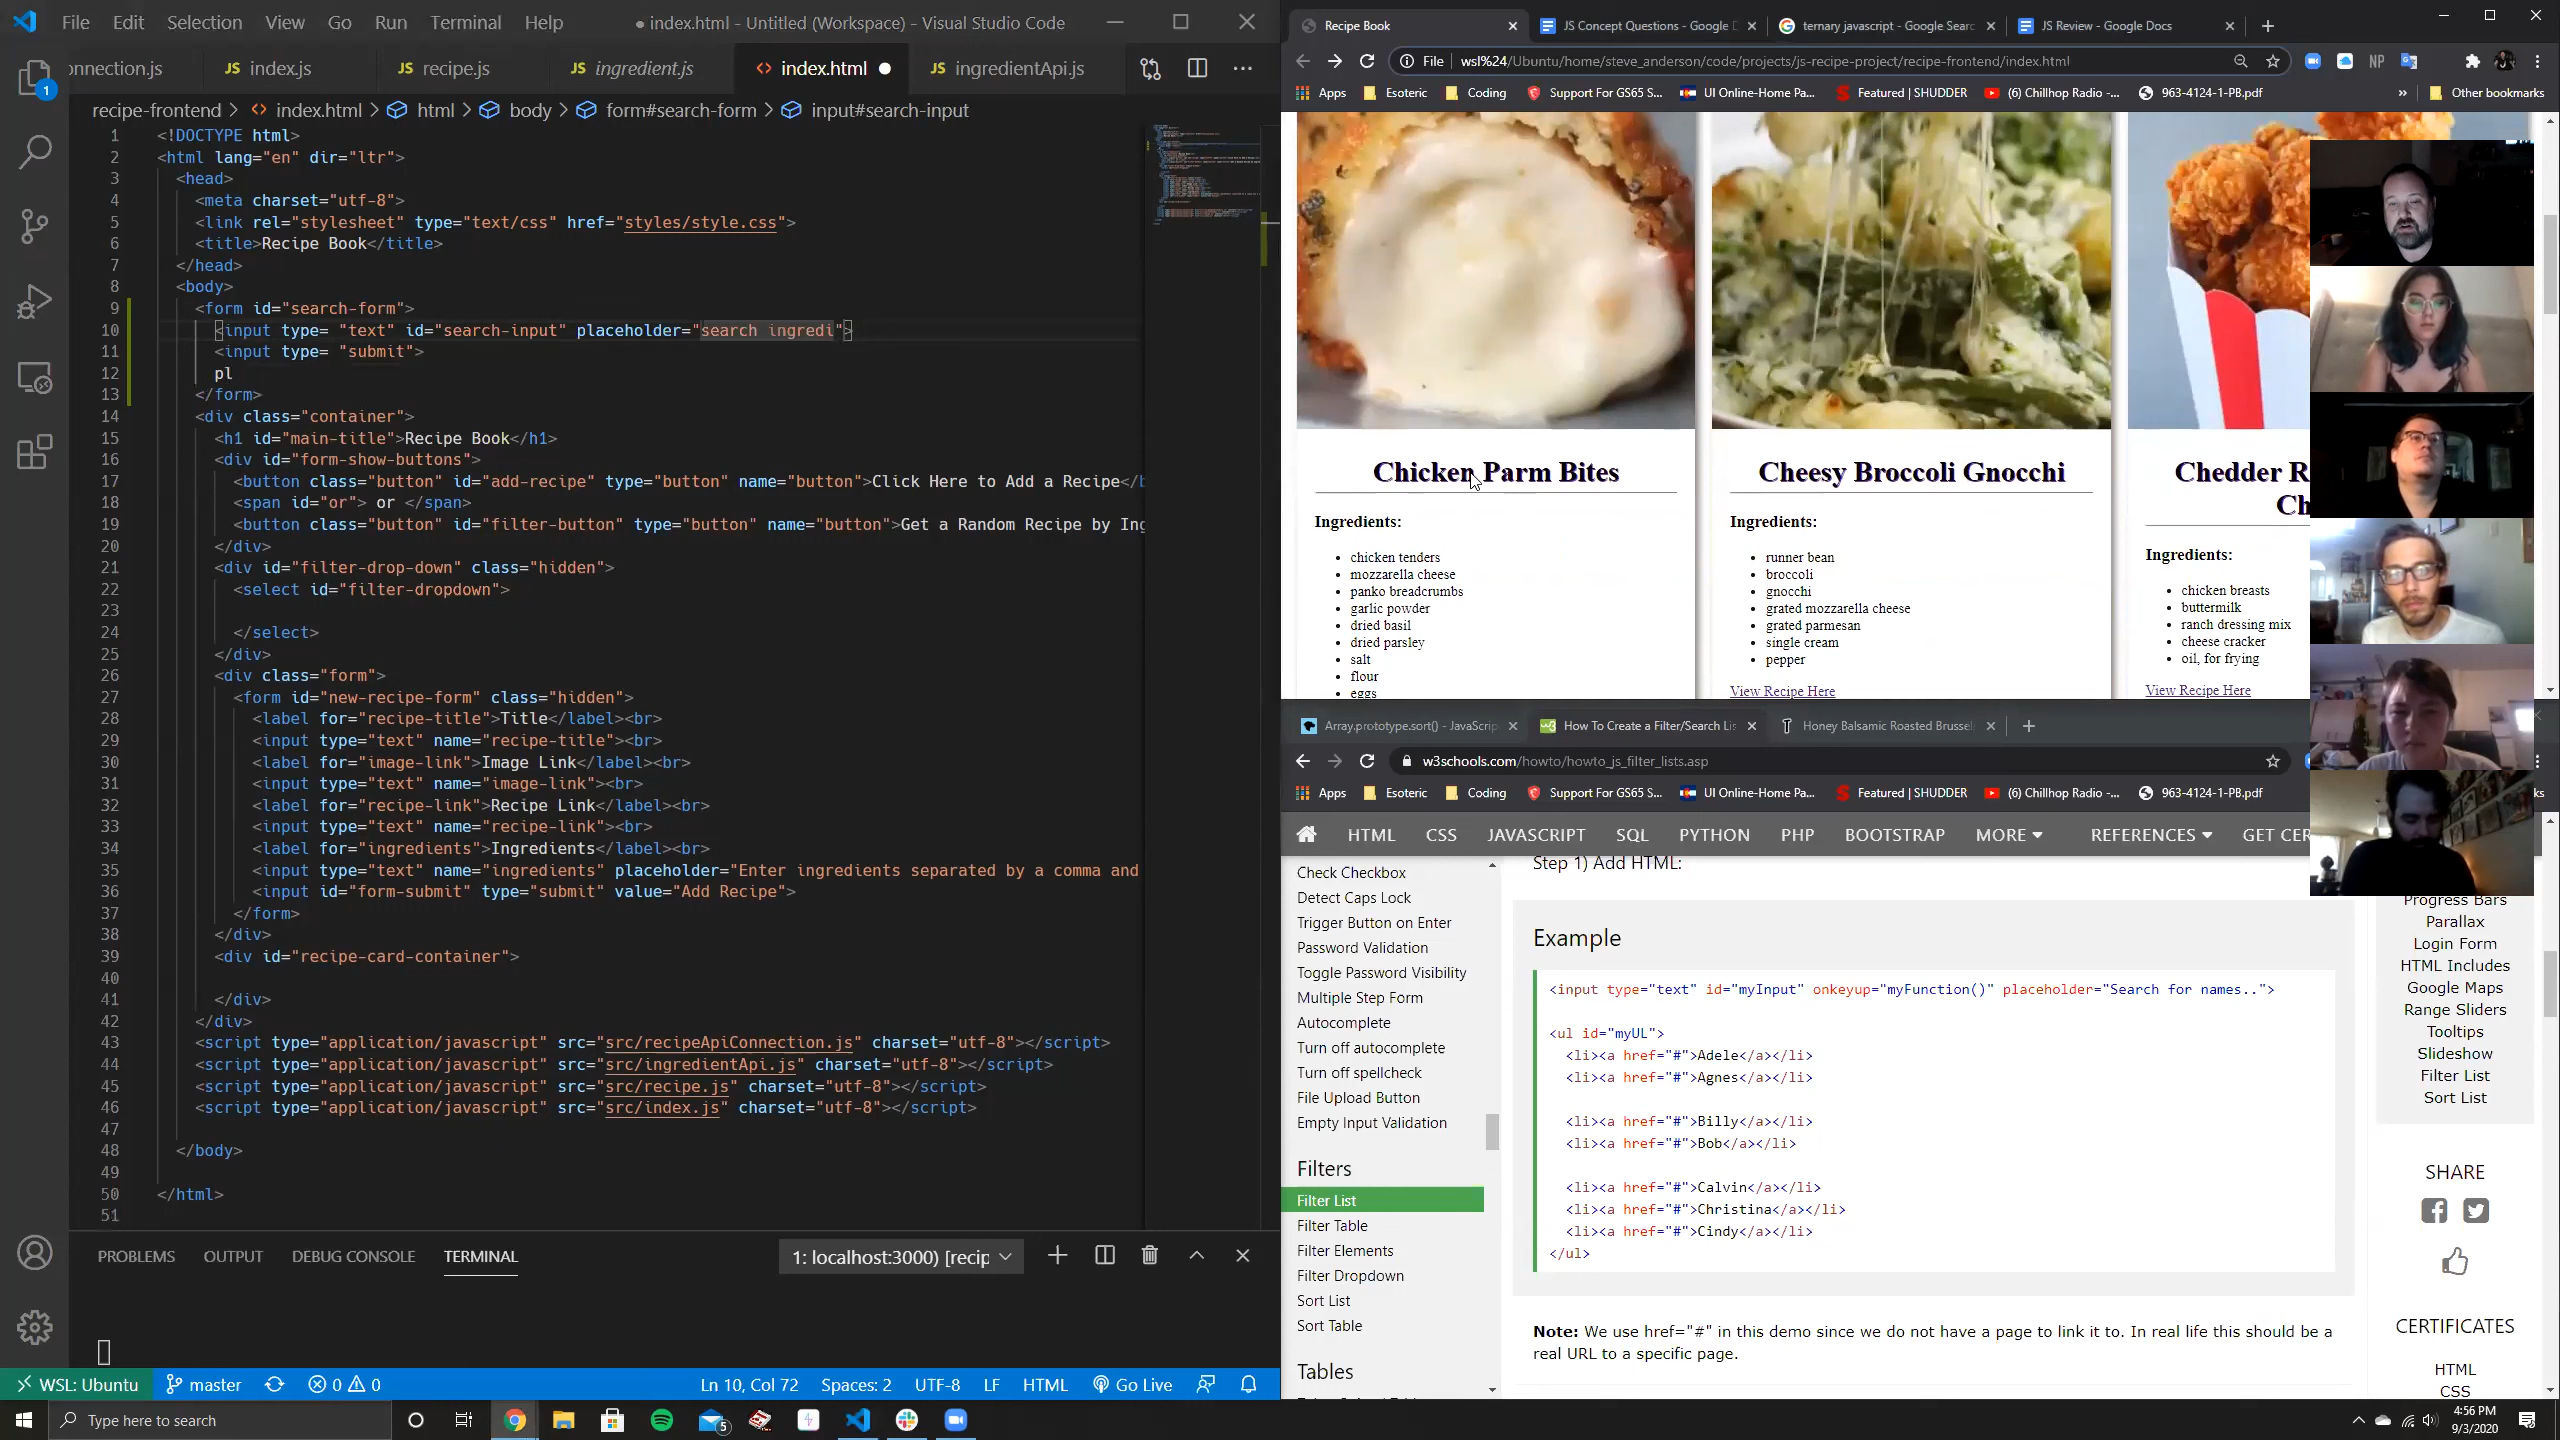 File Edit Selection View Go Run Terminal Help
● index.html - Untitled (Workspace) - Visual Studio Code
onnection.js JS index.js JS recipe.js JS ingredient.js <> index.html ● JS ingredientApi.js
recipe-frontend > <> index.html > html > body > form#search-form > input#search-input
1 <!DOCTYPE html>
2 <html lang="en" dir="ltr">
3 <head>
4 <meta charset="utf-8">
5 <link rel="stylesheet" type="text/css" href="styles/style.css">
6 <title>Recipe Book</title>
7 </head>
8 <body>
9 <form id="search-form">
10 <input type= "text" id="search-input" placeholder="search ingredi">
11 <input type= "submit">
12 pl
13 </form>
14 <div class="container">
15 <h1 id="main-title">Recipe Book</h1>
16 <div id="form-show-buttons">
17 <button class="button" id="add-recipe" type="button" name="button">Click Here to Add a Recipe</b
18 <span id="or"> or </span>
19 <button class="button" id="filter-button" type="button" name="button">Get a Random Recipe by Ing
20 </div>
21 <div id="filter-drop-down" class="hidden">
22 <select id="filter-dropdown">
23
24 </select>
25 </div>
26 <div class="form">
27 <form id="new-recipe-form" class="hidden">
28 <label for="recipe-title">Title</label><br>
29 <input type="text" name="recipe-title"><br>
30 <label for="image-link">Image Link</label><br>
31 <input type="text" name="image-link"><br>
32 <label for="recipe-link">Recipe Link</label><br>
33 <input type="text" name="recipe-link"><br>
34 <label for="ingredients">Ingredients</label><br>
35 <input type="text" name="ingredients" placeholder="Enter ingredients separated by a comma and
36 <input id="form-submit" type="submit" value="Add Recipe">
37 </form>
38 </div>
39 <div id="recipe-card-container">
40
41 </div>
42 </div>
43 <script type="application/javascript" src="src/recipeApiConnection.js" charset="utf-8"></script>
44 <script type="application/javascript" src="src/ingredientApi.js" charset="utf-8"></script>
45 <script type="application/javascript" src="src/recipe.js" charset="utf-8"></script>
46 <script type="application/javascript" src="src/index.js" charset="utf-8"></script>
47
48 </body>
49
50 </html>
51
PROBLEMS OUTPUT DEBUG CONSOLE TERMINAL 1: localhost:3000) [recip
WSL: Ubuntu master 0 0 Ln 10, Col 72 Spaces: 2 UTF-8 LF HTML Go Live
1
Recipe Book JS Concept Questions - Google D ternary javascript - Google Searc JS Review - Google Docs
File wsl%24/Ubuntu/home/steve_anderson/code/projects/js-recipe-project/recipe-frontend/index.html NP
Apps Esoteric Coding Support For GS65 S... UI Online-Home Pa... Featured | SHUDDER (6) Chillhop Radio -... 963-4124-1-PB.pdf » Other bookmarks
Chicken Parm Bites
Ingredients:
chicken tenders
mozzarella cheese
panko breadcrumbs
garlic powder
dried basil
dried parsley
salt
flour
eggs
Cheesy Broccoli Gnocchi
Ingredients:
runner bean
broccoli
gnocchi
grated mozzarella cheese
grated parmesan
single cream
pepper
View Recipe Here
Chedder R
Ch
Ingredients:
chicken breasts
buttermilk
ranch dressing mix
cheese cracker
oil, for frying
View Recipe Here
Array.prototype.sort() - JavaScrip How To Create a Filter/Search Lis Honey Balsamic Roasted Brussel
w3schools.com/howto/howto_js_filter_lists.asp
Apps Esoteric Coding Support For GS65 S... UI Online-Home Pa... Featured | SHUDDER (6) Chillhop Radio -... 963-4124-1-PB.pdf ks
HTML CSS JAVASCRIPT SQL PYTHON PHP BOOTSTRAP MORE REFERENCES GET CER
Check Checkbox
Detect Caps Lock
Trigger Button on Enter
Password Validation
Toggle Password Visibility
Multiple Step Form
Autocomplete
Turn off autocomplete
Turn off spellcheck
File Upload Button
Empty Input Validation
Filters
Filter List
Filter Table
Filter Elements
Filter Dropdown
Sort List
Sort Table
Tables
Step 1) Add HTML:
Example
<input type="text" id="myInput" onkeyup="myFunction()" placeholder="Search for names..">
<ul id="myUL">
<li><a href="#">Adele</a></li>
<li><a href="#">Agnes</a></li>
<li><a href="#">Billy</a></li>
<li><a href="#">Bob</a></li>
<li><a href="#">Calvin</a></li>
<li><a href="#">Christina</a></li>
<li><a href="#">Cindy</a></li>
</ul>
Note: We use href="#" in this demo since we do not have a page to link it to. In real life this should be a
real URL to a specific page.
Progress Bars
Parallax
Login Form
HTML Includes
Google Maps
Range Sliders
Tooltips
Slideshow
Filter List
Sort List
SHARE
CERTIFICATES
HTML
CSS
Type here to search
5
4:56 PM
9/3/2020